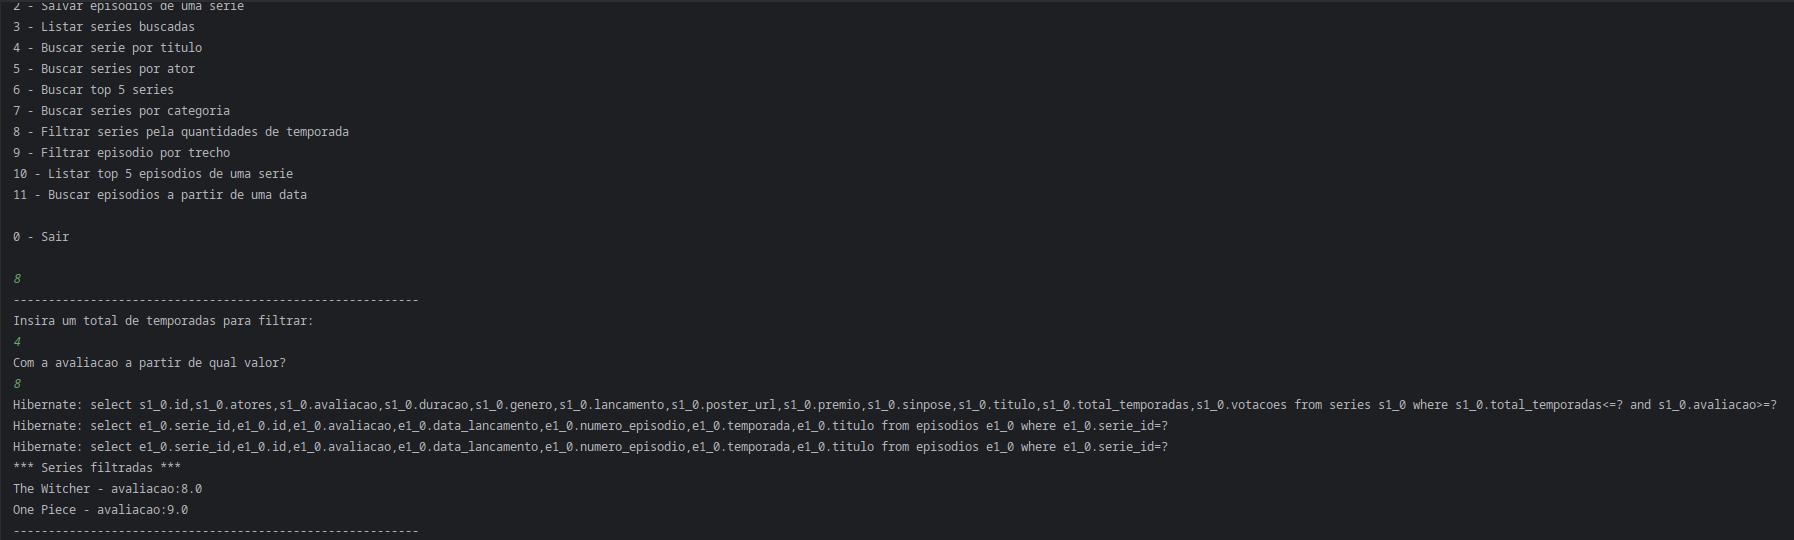 2 - Salvar episodios de uma serie
3 - Listar series buscadas
4 - Buscar serie por titulo
5 - Buscar series por ator
6 - Buscar top 5 series
7 - Buscar series por categoria
8 - Filtrar series pela quantidades de temporada
9 - Filtrar episodio por trecho
10 - Listar top 5 episodios de uma serie
11 - Buscar episodios a partir de uma data
0 - Sair
8
----------------------------------------------------------
Insira um total de temporadas para filtrar:
4
Com a avaliacao a partir de qual valor?
8
Hibernate: select s1_0.id,s1_0.atores,s1_0.avaliacao,s1_0.duracao,s1_0.genero,s1_0.lancamento,s1_0.poster_url,s1_0.premio,s1_0.sinpose,s1_0.titulo,s1_0.total_temporadas,s1_0.votacoes from series s1_0 where s1_0.total_temporadas<=? and s1_0.avaliacao>=?
Hibernate: select e1_0.serie_id,e1_0.id,e1_0.avaliacao,e1_0.data_lancamento,e1_0.numero_episodio,e1_0.temporada,e1_0.titulo from episodios e1_0 where e1_0.serie_id=?
Hibernate: select e1_0.serie_id,e1_0.id,e1_0.avaliacao,e1_0.data_lancamento,e1_0.numero_episodio,e1_0.temporada,e1_0.titulo from episodios e1_0 where e1_0.serie_id=?
*** Series filtradas ***
The Witcher - avaliacao:8.0
One Piece - avaliacao:9.0
----------------------------------------------------------